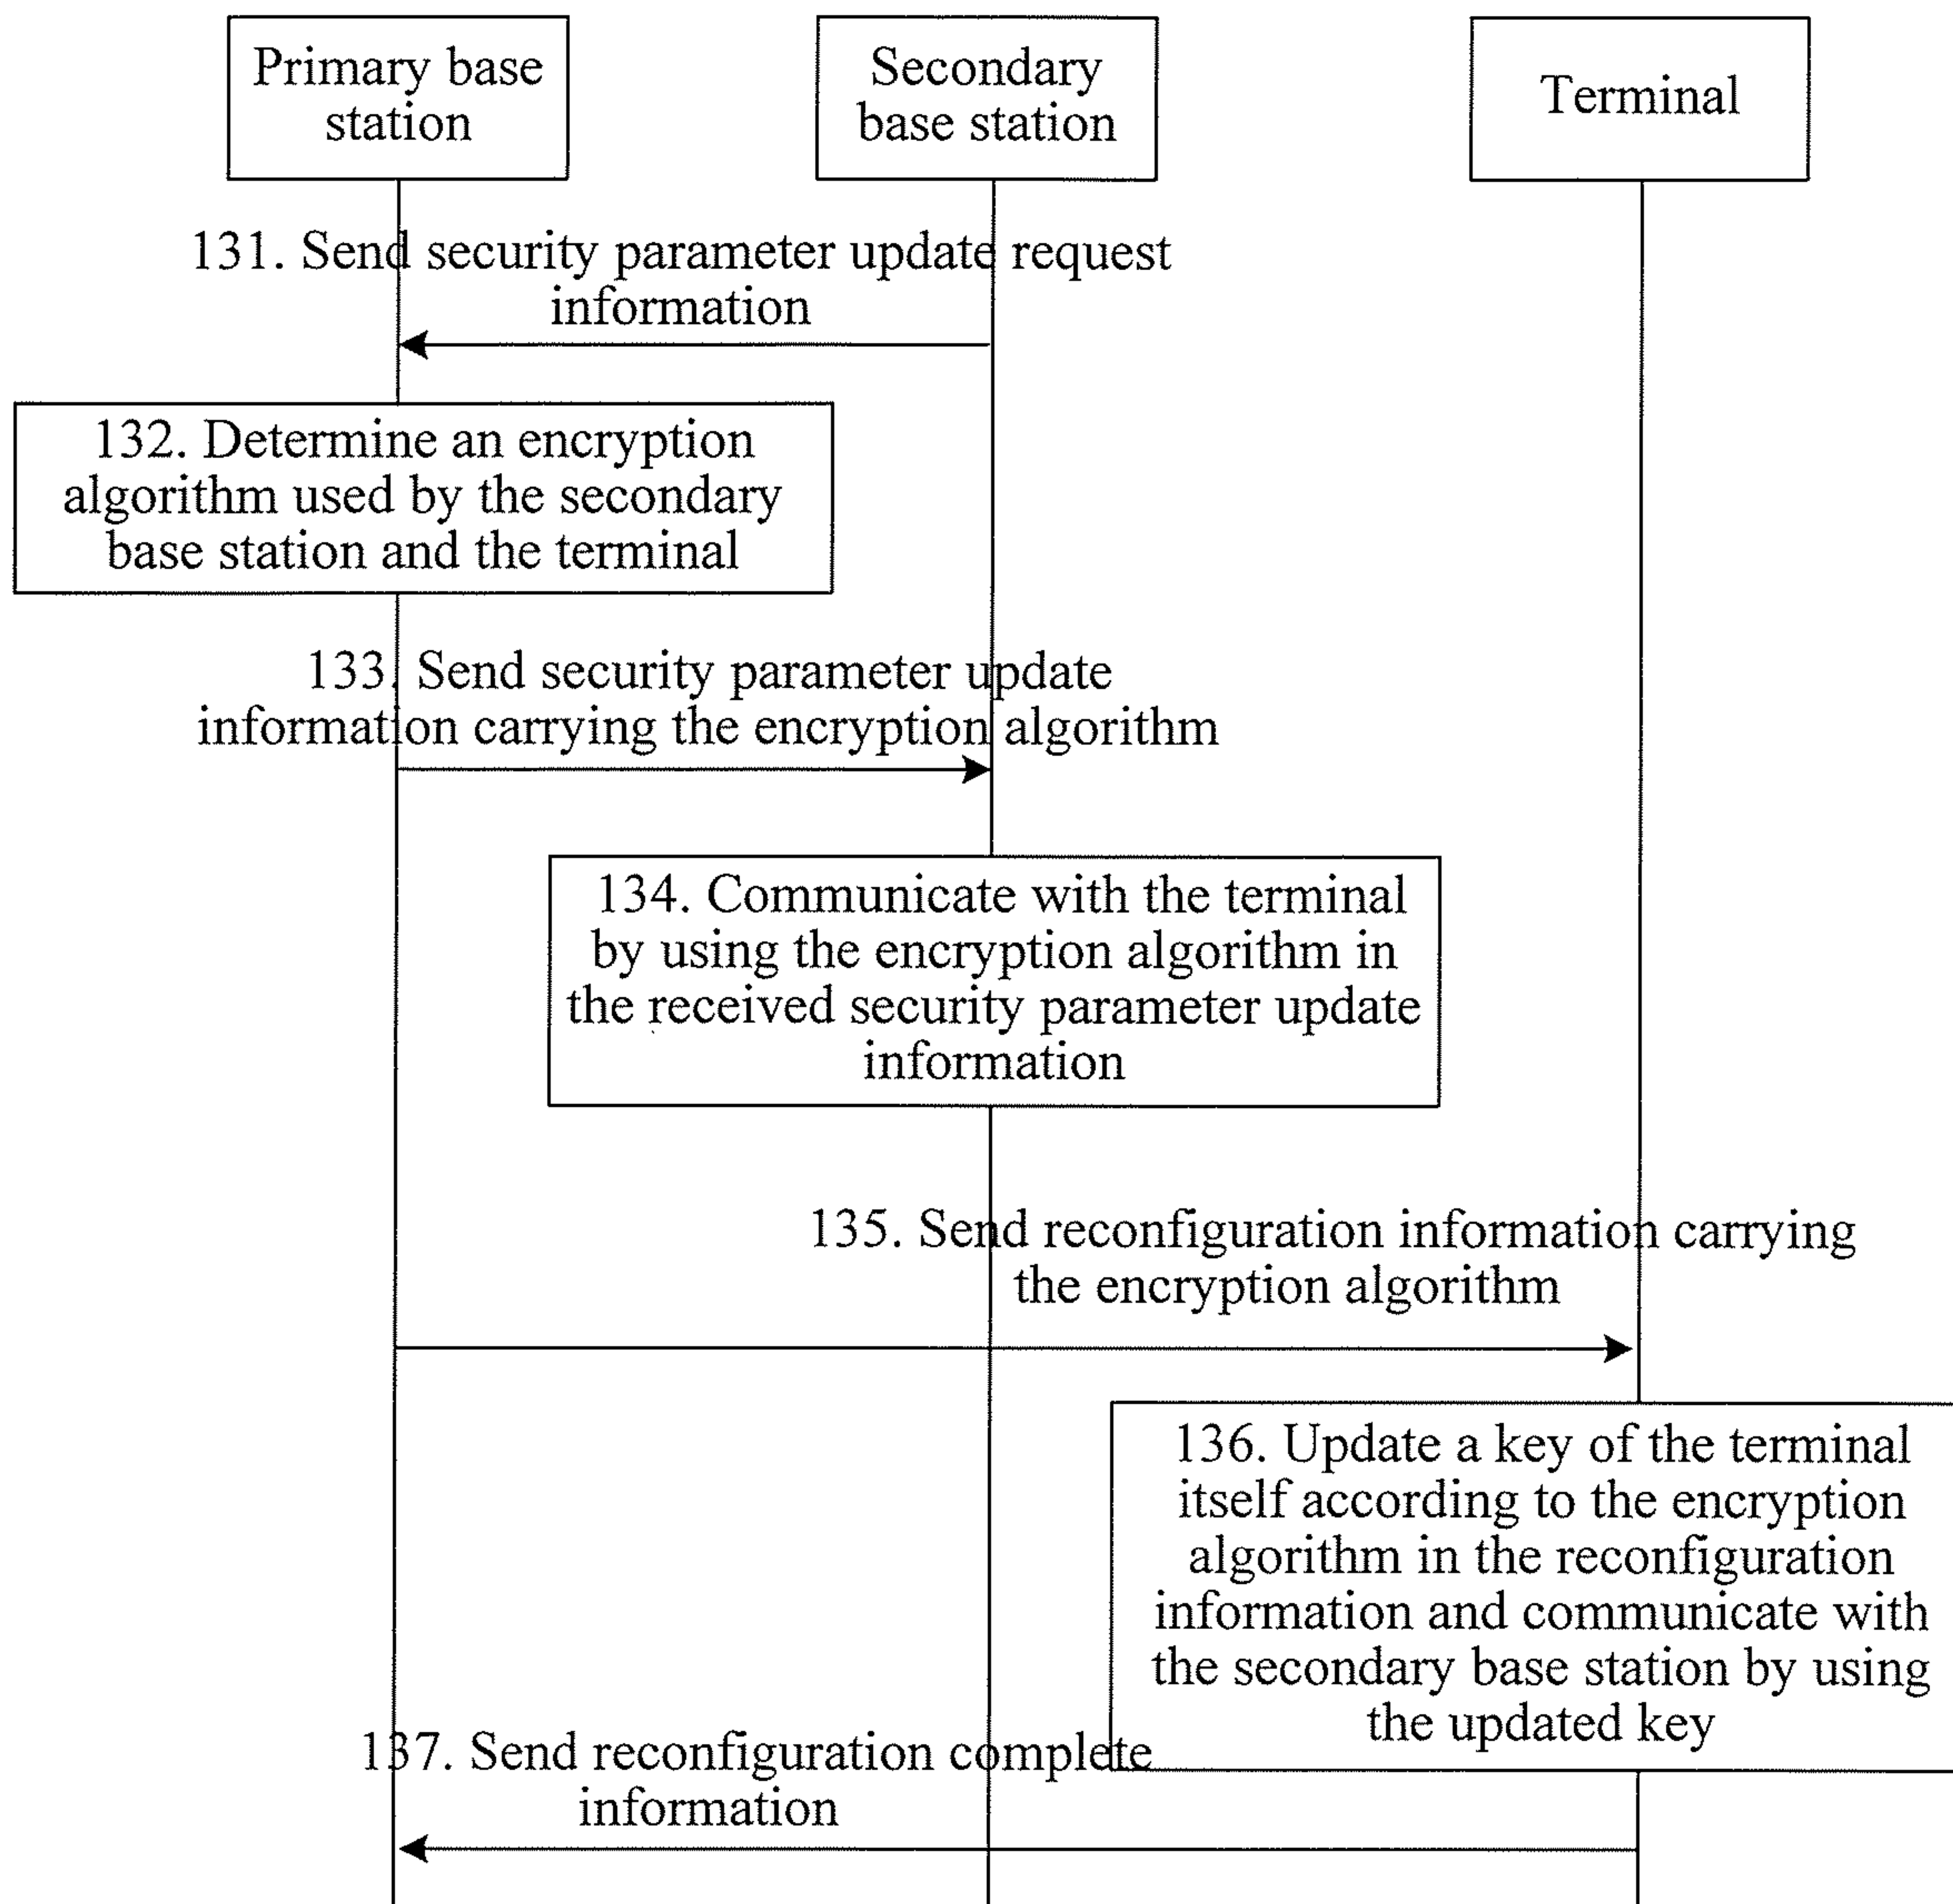 Primary base
station
Secondary
base station
Terminal
131. Send security parameter update request
information
132. Determine an encryption
algorithm used by the secondary
base station and the terminal
133. Send security parameter update
information carrying the encryption algorithm
134. Communicate with the terminal
by using the encryption algorithm in
the received security parameter update
information
135. Send reconfiguration information carrying
the encryption algorithm
136. Update a key of the terminal
itself according to the encryption
algorithm in the reconfiguration
information and communicate with
the secondary base station by using
the updated key
137. Send reconfiguration complete
information